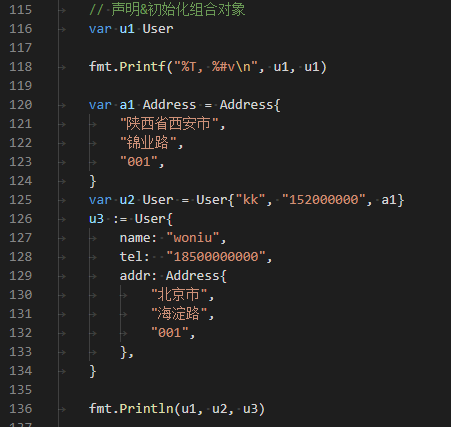 115 // 声明&初始化组合对象
116 var u1 User
117
118 fmt.Printf("%T, %#v\n", u1, u1)
119
120 var a1 Address = Address{
121 "陕西省西安市",
122 "锦业路",
123 "001",
124 }
125 var u2 User = User{"kk", "152000000", a1}
126 u3 := User{
127 name: "woniu",
128 tel:  "18500000000",
129 addr: Address{
130 "北京市",
131 "海淀路",
132 "001",
133 },
134 }
135
136 fmt.Println(u1, u2, u3)
137